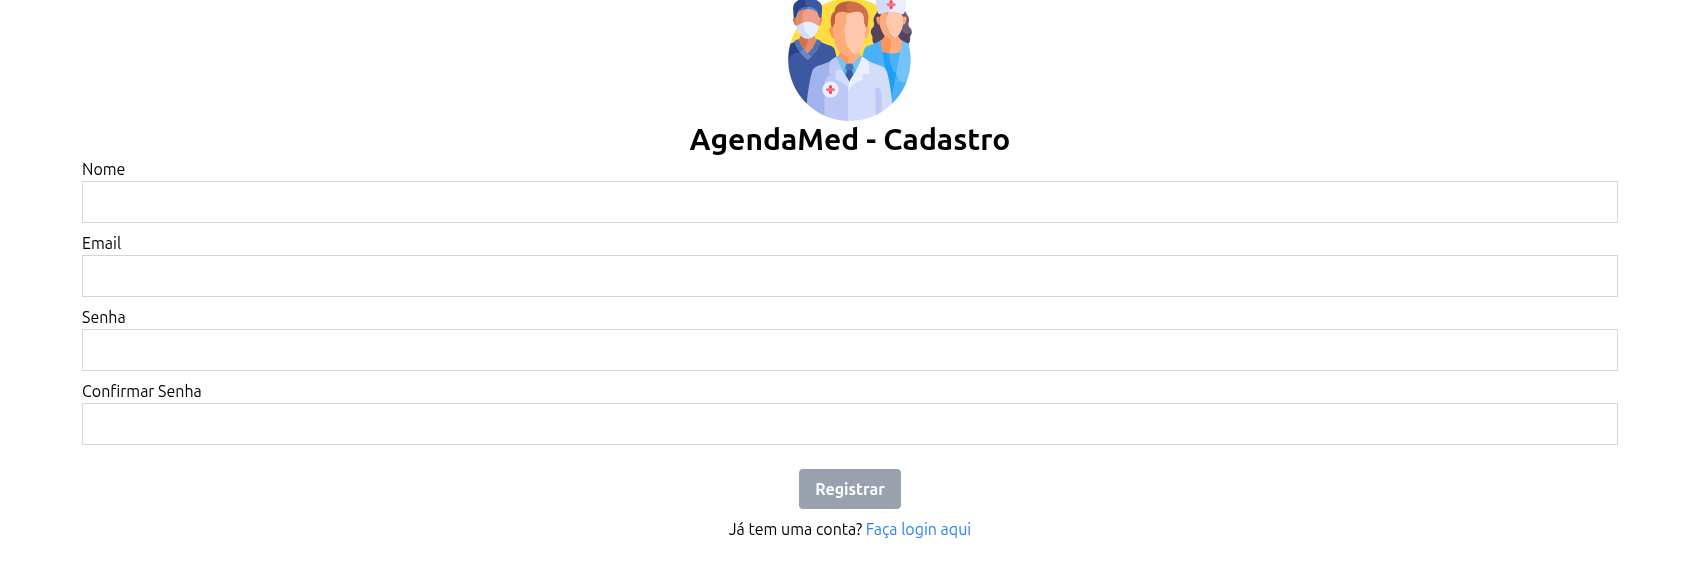 AgendaMed - Cadastro
Nome
Email
Senha
Confirmar Senha
Registrar
Já tem uma conta? Faça login aqui